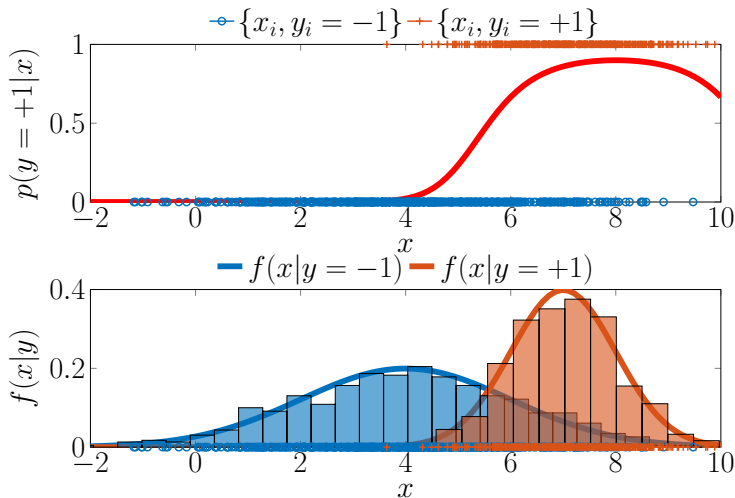 {x_i, y_i = −1} {x_i, y_i = +1}
1
0.5
0
p(y = +1|x)
−2 0 2 4 6 8 10
x
f(x|y = −1) f(x|y = +1)
0.4
0.2
0
f(x|y)
−2 0 2 4 6 8 10
x